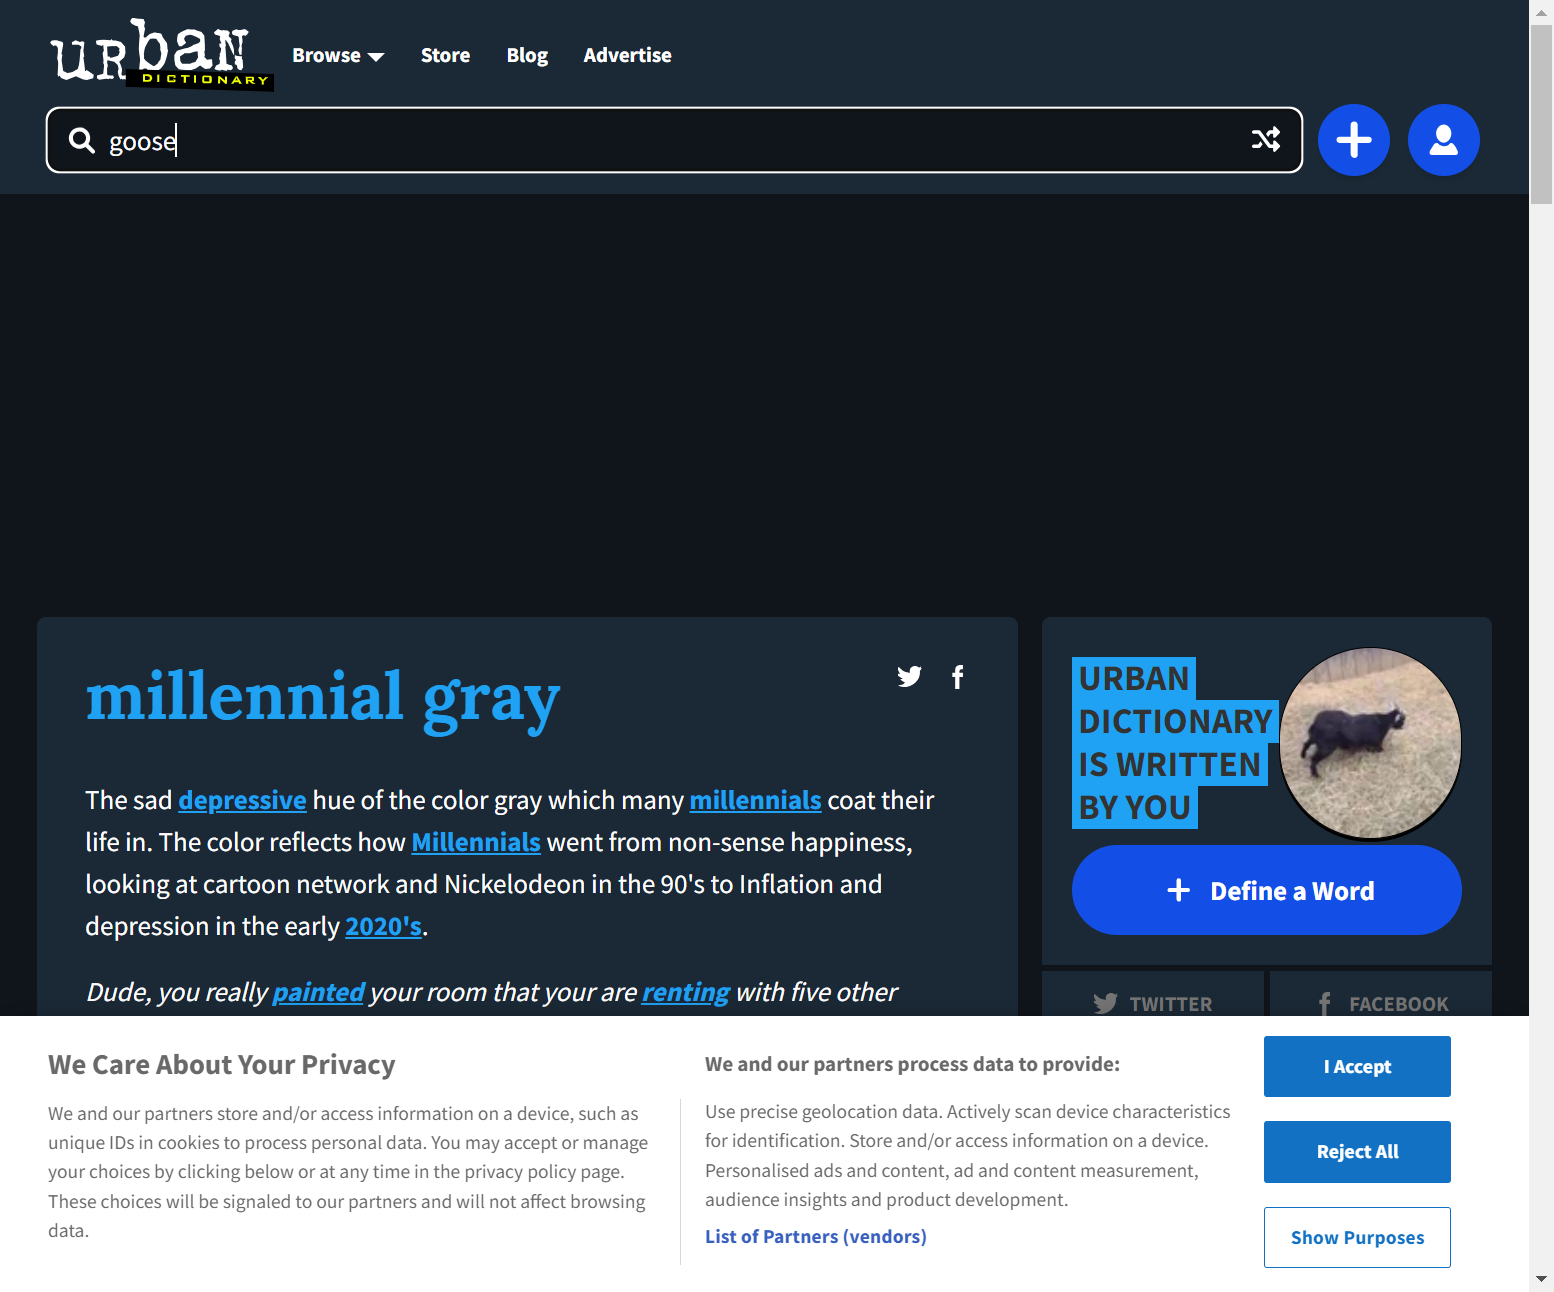 urban
DICTIONARY
Browse Store Blog Advertise
goose
millennial gray
The sad depressive hue of the color gray which many millennials coat their
life in. The color reflects how Millennials went from non-sense happiness,
looking at cartoon network and Nickelodeon in the 90's to Inflation and
depression in the early 2020's.
Dude, you really painted your room that your are renting with five other
URBAN
DICTIONARY
IS WRITTEN
BY YOU
Define a Word
TWITTER FACEBOOK
We Care About Your Privacy
We and our partners store and/or access information on a device, such as
unique IDs in cookies to process personal data. You may accept or manage
your choices by clicking below or at any time in the privacy policy page.
These choices will be signaled to our partners and will not affect browsing
data.
We and our partners process data to provide:
Use precise geolocation data. Actively scan device characteristics
for identification. Store and/or access information on a device.
Personalised ads and content, ad and content measurement,
audience insights and product development.
List of Partners (vendors)
I Accept
Reject All
Show Purposes